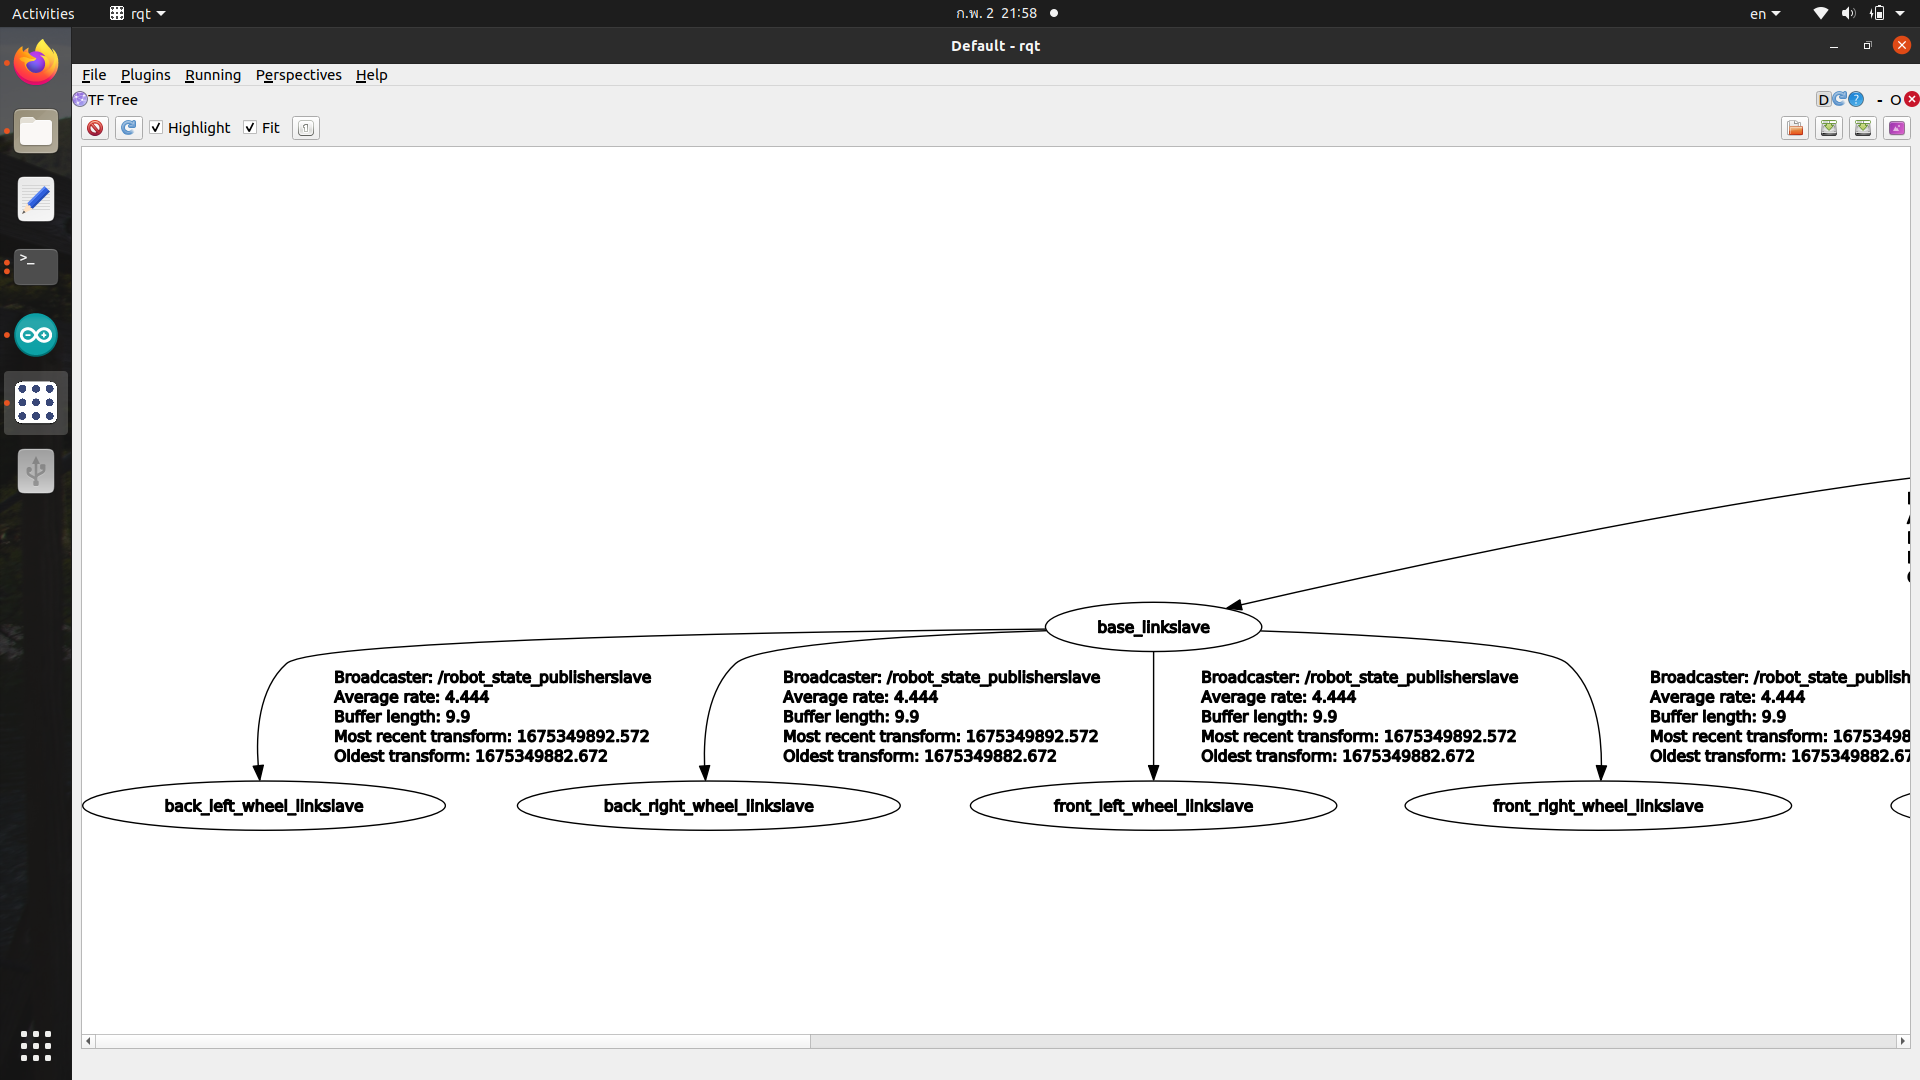 Activities
rqt
ก.พ. 2 21:58
en
Default - rqt
File Plugins Running Perspectives Help
TF Tree
D
- O
Highlight
Fit
base_linkslave
Broadcaster: /robot_state_publisherslave
Average rate: 4.444
Buffer length: 9.9
Most recent transform: 1675349892.572
Oldest transform: 1675349882.672
Broadcaster: /robot_state_publisherslave
Average rate: 4.444
Buffer length: 9.9
Most recent transform: 1675349892.572
Oldest transform: 1675349882.672
Broadcaster: /robot_state_publisherslave
Average rate: 4.444
Buffer length: 9.9
Most recent transform: 1675349892.572
Oldest transform: 1675349882.672
Broadcaster: /robot_state_publish
Average rate: 4.444
Buffer length: 9.9
Most recent transform: 16753498
Oldest transform: 1675349882.67
back_left_wheel_linkslave
back_right_wheel_linkslave
front_left_wheel_linkslave
front_right_wheel_linkslave